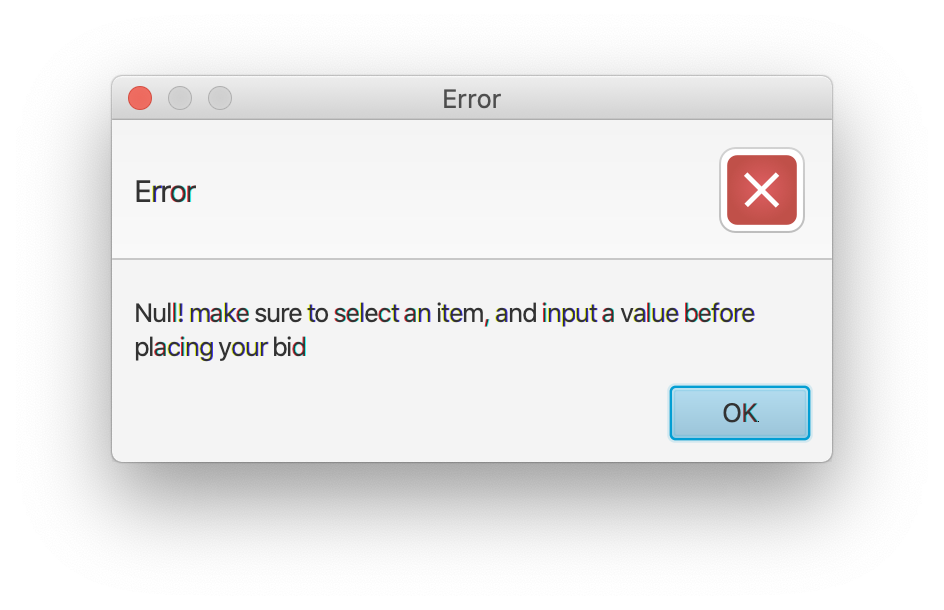 Error
Error
Null! make sure to select an item, and input a value before
placing your bid
OK